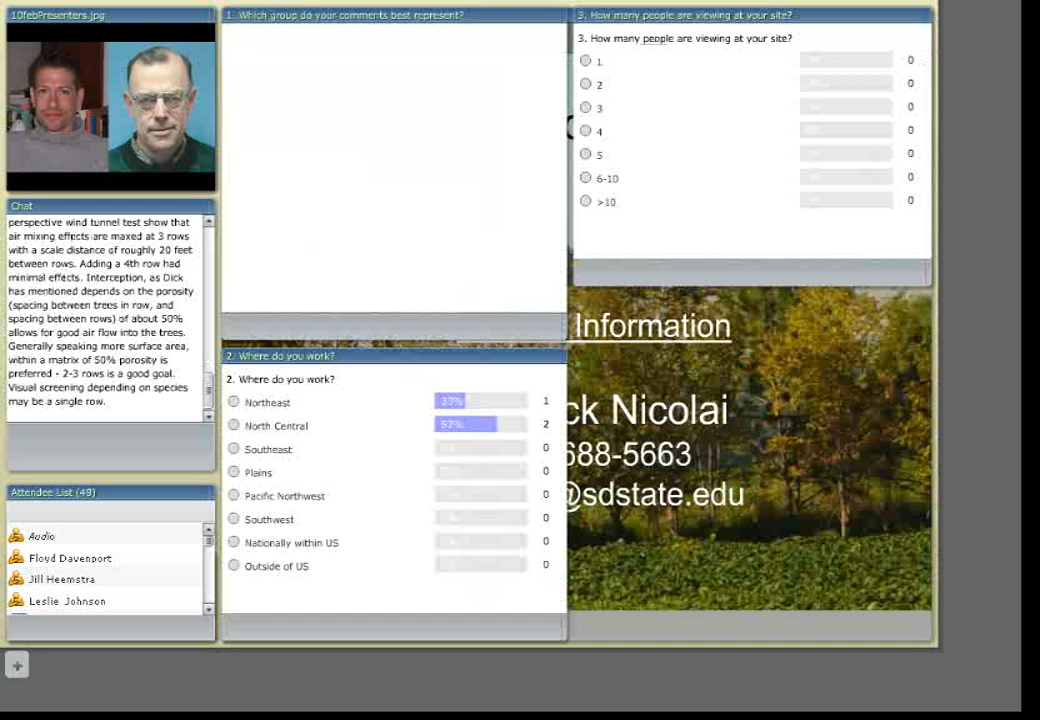 10febPresenters.jpg
Chat
perspective wind tunnel test show that
air mixing effects are maxed at 3 rows
with a scale distance of roughly 20 feet
between rows. Adding a 4th row had
minimal effects. Interception, as Dick
has mentioned depends on the porosity
(spacing between trees in row, and
spacing between rows) of about 50%
allows for good air flow into the trees.
Generally speaking more surface area,
within a matrix of 50% porosity is
preferred - 2-3 rows is a good goal.
Visual screening depending on species
may be a single row.
Attendee List (49)
Audio
Floyd Davenport
Jill Heemstra
Leslie Johnson
1. Which group do your comments best represent?
2. Where do you work?
2. Where do you work?
Northeast 33% 1
North Central 67% 2
Southeast 0
Plains 0
Pacific Northwest 0
Southwest 0
Nationally within US 0
Outside of US 0
3. How many people are viewing at your site?
3. How many people are viewing at your site?
1 0
2 0
3 0
4 0
5 0
6-10 0
>10 0
Information
ck Nicolai
688-5663
@sdstate.edu